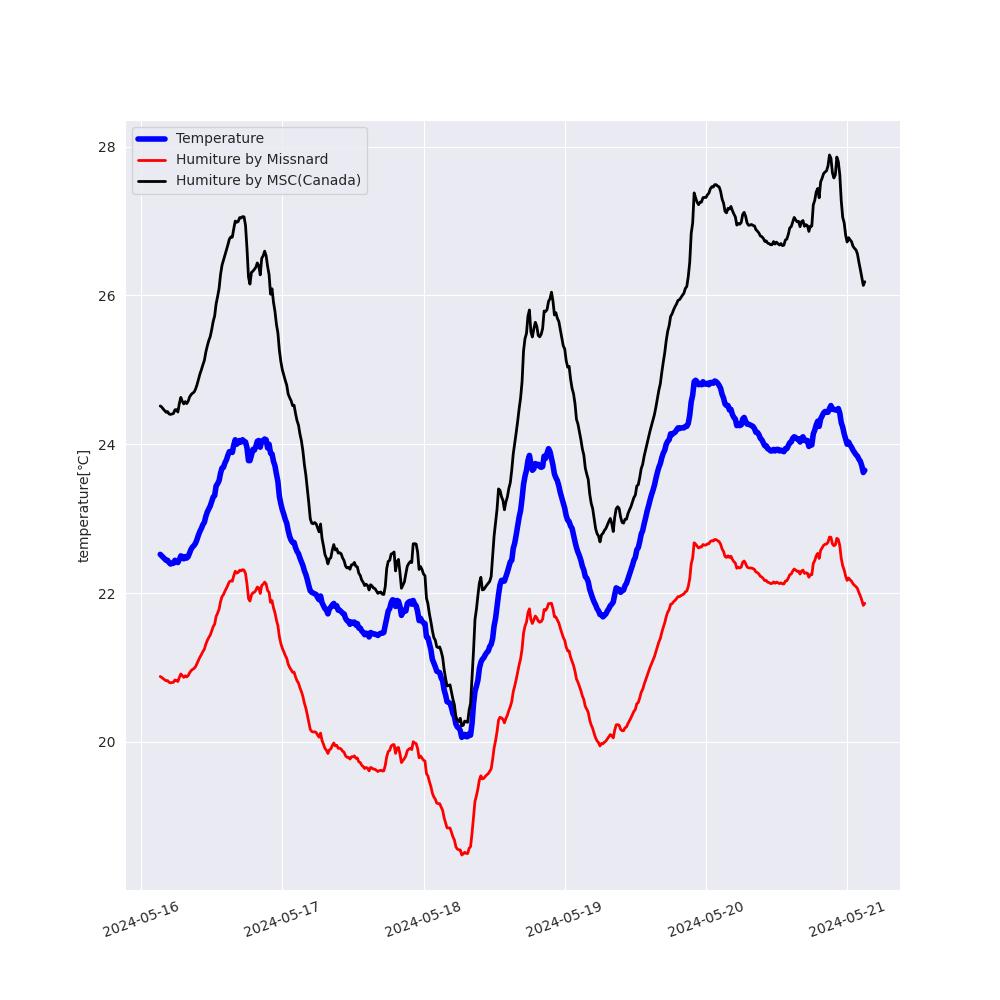 Temperature
Humiture by Missnard
Humiture by MSC(Canada)
28
26
24
22
20
temperature[℃]
2024-05-16
2024-05-17
2024-05-18
2024-05-19
2024-05-20
2024-05-21